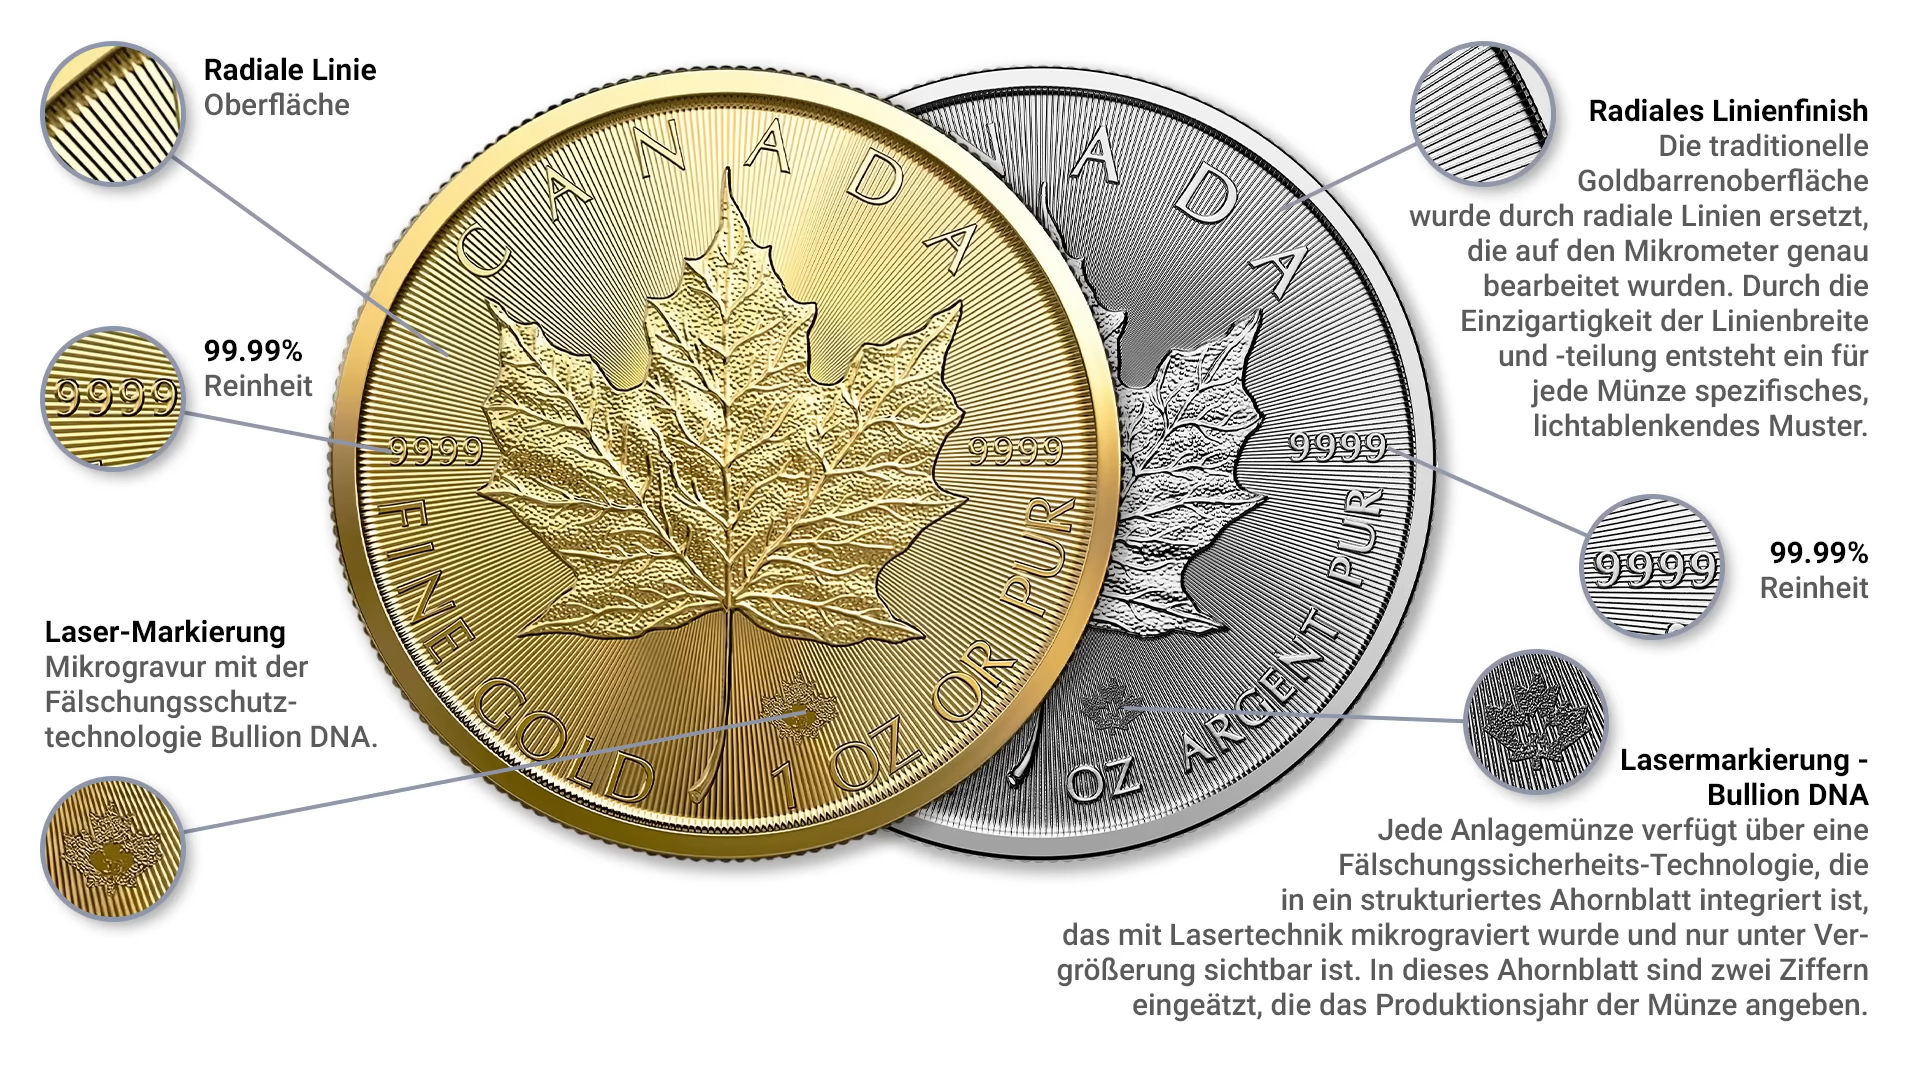 Radiale Linie
Oberfläche
99.99%
Reinheit
9999
Laser-Markierung
Mikrogravur mit der
Fälschungsschutz-
technologie Bullion DNA.
CANADA
9999
9999
FINE GOLD 1 OZ OR PUR
ADA
9999
OZ ARGENT PUR
Radiales Linienfinish
Die traditionelle
Goldbarrenoberfläche
wurde durch radiale Linien ersetzt,
die auf den Mikrometer genau
bearbeitet wurden. Durch die
Einzigartigkeit der Linienbreite
und -teilung entsteht ein für
jede Münze spezifisches,
lichtablenkendes Muster.
9999
99.99%
Reinheit
Lasermarkierung -
Bullion DNA
Jede Anlagemünze verfügt über eine
Fälschungssicherheits-Technologie, die
in ein strukturiertes Ahornblatt integriert ist,
das mit Lasertechnik mikrograviert wurde und nur unter Ver-
größerung sichtbar ist. In dieses Ahornblatt sind zwei Ziffern
eingeätzt, die das Produktionsjahr der Münze angeben.